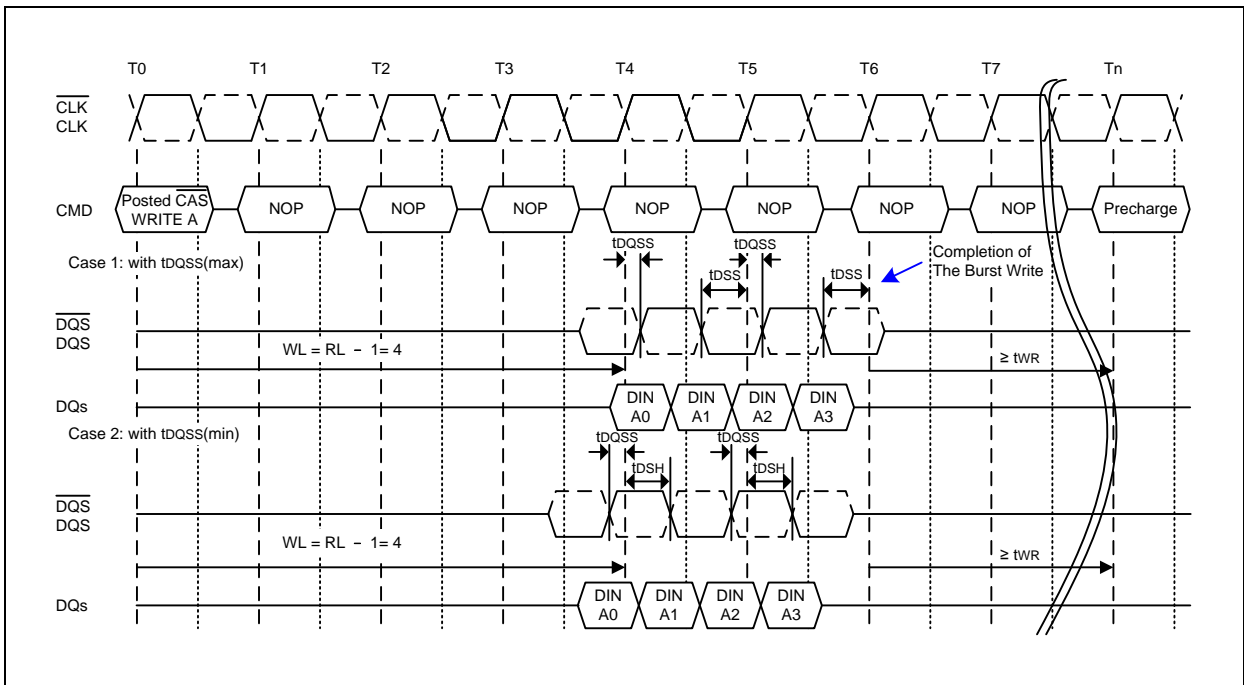 T0 T1 T2 T3 T4 T5 T6 T7 Tn
CLK
CLK
CMD
Posted CAS
WRITE A
NOP NOP NOP NOP NOP NOP NOP Precharge
Case 1: with tDQSS(max)
tDQSS tDQSS
tDSS tDSS
Completion of
The Burst Write
DQS
DQS
WL = RL - 1= 4
≥ tWR
DQs
DIN A0
DIN A1
DIN A2
DIN A3
Case 2: with tDQSS(min)
tDQSS tDQSS
tDSH tDSH
DQS
DQS
WL = RL - 1= 4
≥ tWR
DQs
DIN A0
DIN A1
DIN A2
DIN A3